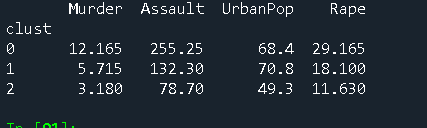 Murder Assault UrbanPop Rape
clust
0 12.165 255.25 68.4 29.165
1 5.715 132.30 70.8 18.100
2 3.180 78.70 49.3 11.630